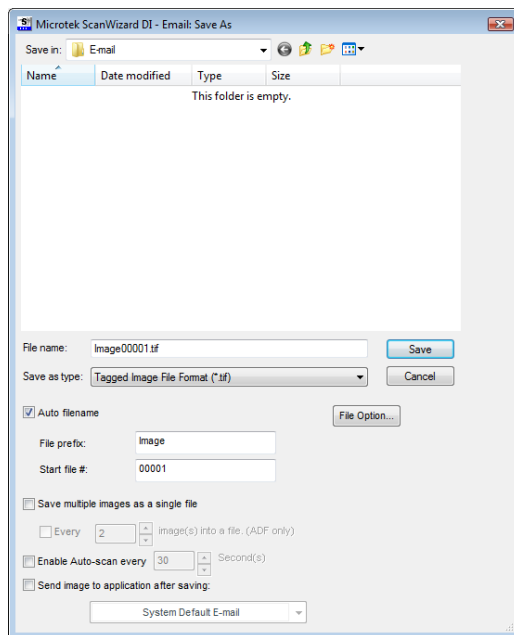 Microtek ScanWizard DI - Email: Save As
Save in: E-mail
Name Date modified Type Size
This folder is empty.
File name: Image00001.tif Save
Save as type: Tagged Image File Format (*.tif) Cancel
Auto filename File Option...
File prefix: Image
Start file #: 00001
Save multiple images as a single file
Every 2 image(s) into a file. (ADF only)
Enable Auto-scan every 30 Second(s)
Send image to application after saving:
System Default E-mail